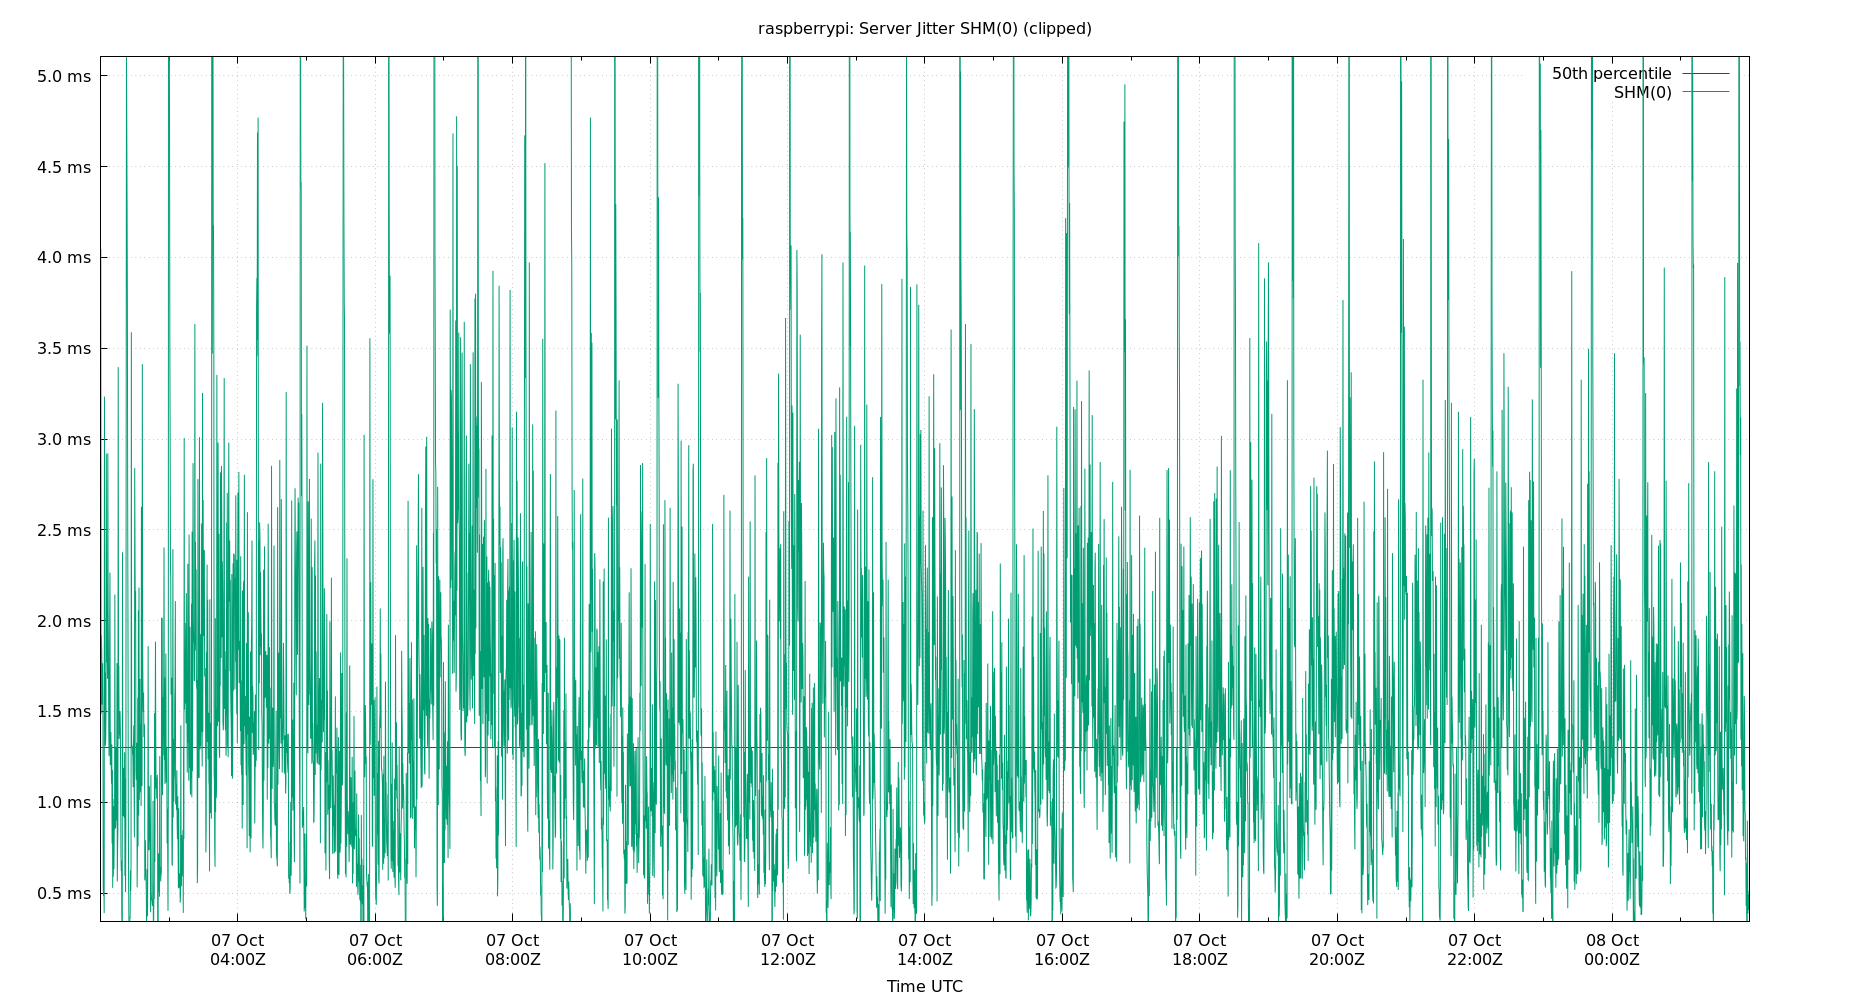 raspberrypi: Server Jitter SHM(0) (clipped)
50th percentile
SHM(0)
5.0 ms
4.5 ms
4.0 ms
3.5 ms
3.0 ms
2.5 ms
2.0 ms
1.5 ms
1.0 ms
0.5 ms
07 Oct 07 Oct 07 Oct 07 Oct 07 Oct 07 Oct 07 Oct 07 Oct 07 Oct 07 Oct 08 Oct
04:00Z 06:00Z 08:00Z 10:00Z 12:00Z 14:00Z 16:00Z 18:00Z 20:00Z 22:00Z 00:00Z
Time UTC